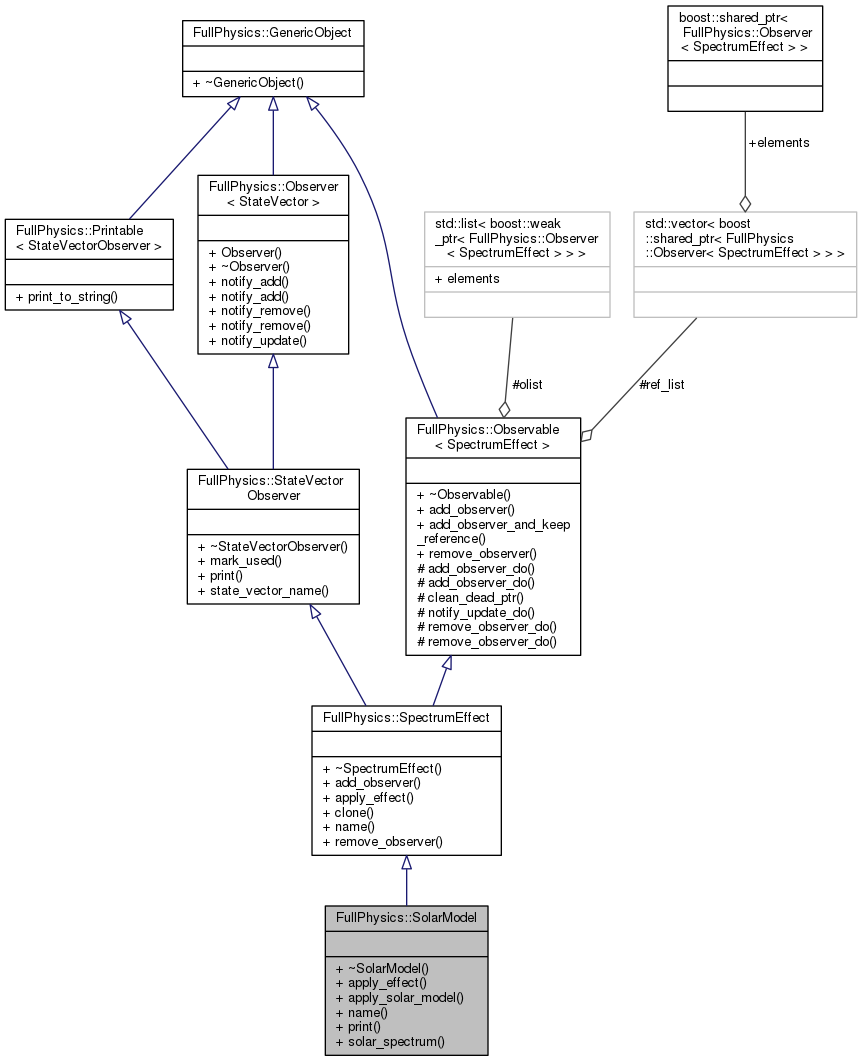 FullPhysics::GenericObject
+ ~GenericObject()
boost::shared_ptr<
FullPhysics::Observer
< SpectrumEffect > >
+elements
FullPhysics::Printable
< StateVectorObserver >
+ print_to_string()
FullPhysics::Observer
< StateVector >
+ Observer()
+ ~Observer()
+ notify_add()
+ notify_add()
+ notify_remove()
+ notify_remove()
+ notify_update()
std::list< boost::weak
_ptr< FullPhysics::Observer
< SpectrumEffect > > >
+ elements
std::vector< boost
::shared_ptr< FullPhysics
::Observer< SpectrumEffect > > >
#olist
#ref_list
FullPhysics::StateVector
Observer
+ ~StateVectorObserver()
+ mark_used()
+ print()
+ state_vector_name()
FullPhysics::Observable
< SpectrumEffect >
+ ~Observable()
+ add_observer()
+ add_observer_and_keep
_reference()
+ remove_observer()
# add_observer_do()
# add_observer_do()
# clean_dead_ptr()
# notify_update_do()
# remove_observer_do()
# remove_observer_do()
FullPhysics::SpectrumEffect
+ ~SpectrumEffect()
+ add_observer()
+ apply_effect()
+ clone()
+ name()
+ remove_observer()
FullPhysics::SolarModel
+ ~SolarModel()
+ apply_effect()
+ apply_solar_model()
+ name()
+ print()
+ solar_spectrum()